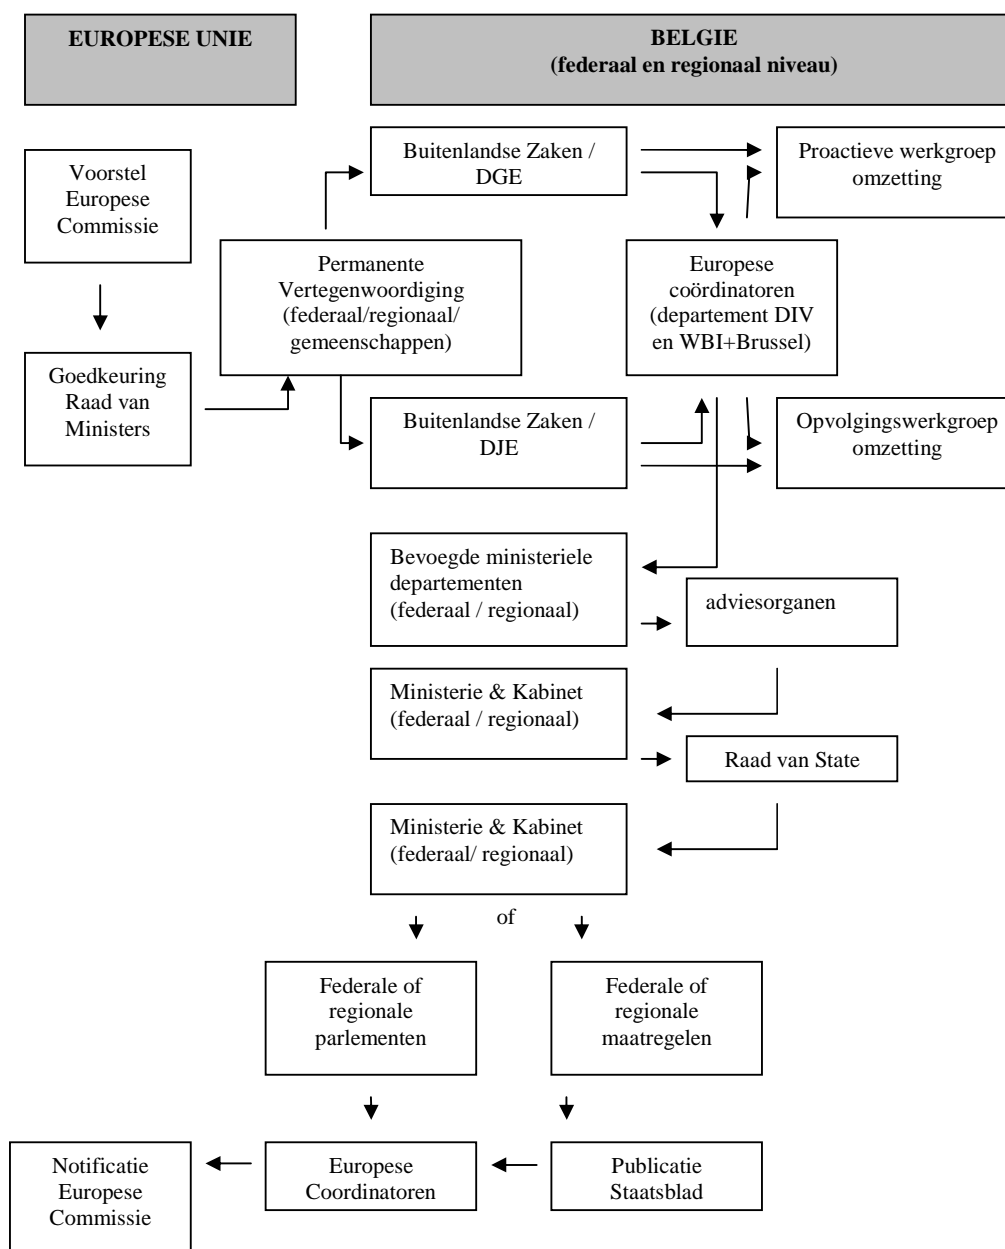 EUROPESE UNIE
BELGIE
(federaal en regionaal niveau)
Voorstel
Europese
Commissie
Goedkeuring
Raad van
Ministers
Permanente
Vertegenwoordiging
(federaal/regionaal/
gemeenschappen)
Buitenlandse Zaken /
DGE
Proactieve werkgroep
omzetting
Europese
coördinatoren
(departement DIV
en WBI+Brussel)
Buitenlandse Zaken /
DJE
Opvolgingswerkgroep
omzetting
Bevoegde ministeriele
departementen
(federaal / regionaal)
adviesorganen
Ministerie & Kabinet
(federaal / regionaal)
Raad van State
Ministerie & Kabinet
(federaal/ regionaal)
of
Federale of
regionale
parlementen
Federale of
regionale
maatregelen
Notificatie
Europese
Commissie
Europese
Coordinatoren
Publicatie
Staatsblad